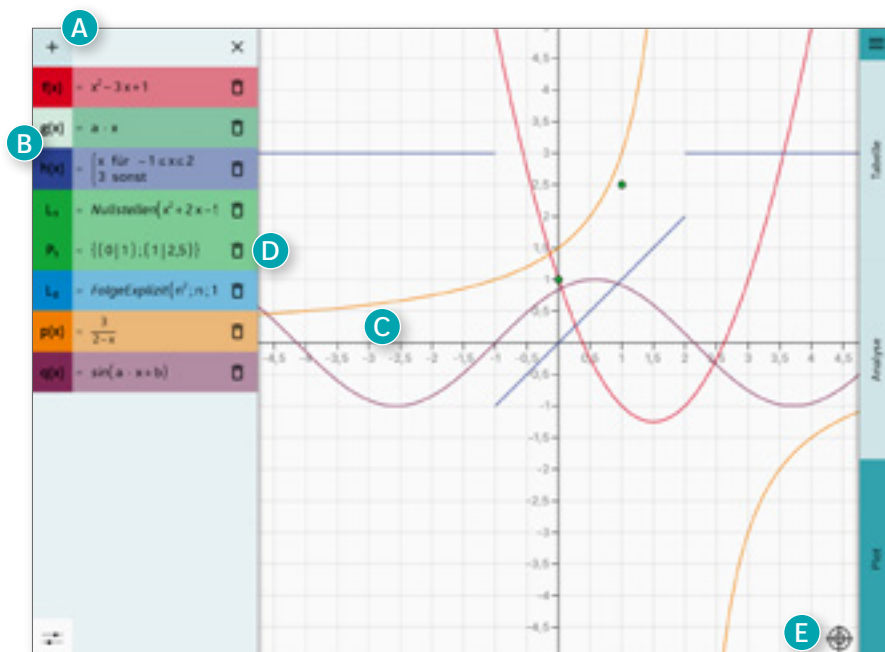 A
+ ×
f(x) = x²-3x+1
B
g(x) = a · x
h(x) = { x für -1≤x≤2
3 sonst
L₁ = Nullstellen(x²+2x-1
P₁ = {(0|1);(1|2,5)}
D
L₂ = FolgeExplizit(n²;n;1
p(x) = 3
2-x
q(x) = sin(a · x+b)
C
E
4,5
4
3,5
3
2,5
2
1,5
1
0,5
-4,5 -4 -3,5 -3 -2,5 -2 -1,5 -1 -0,5 0,5 1 1,5 2 2,5 3 3,5 4 4,5
-0,5
-1
-1,5
-2
-2,5
-3
-3,5
-4
-4,5
Tabelle
Analyse
Plot